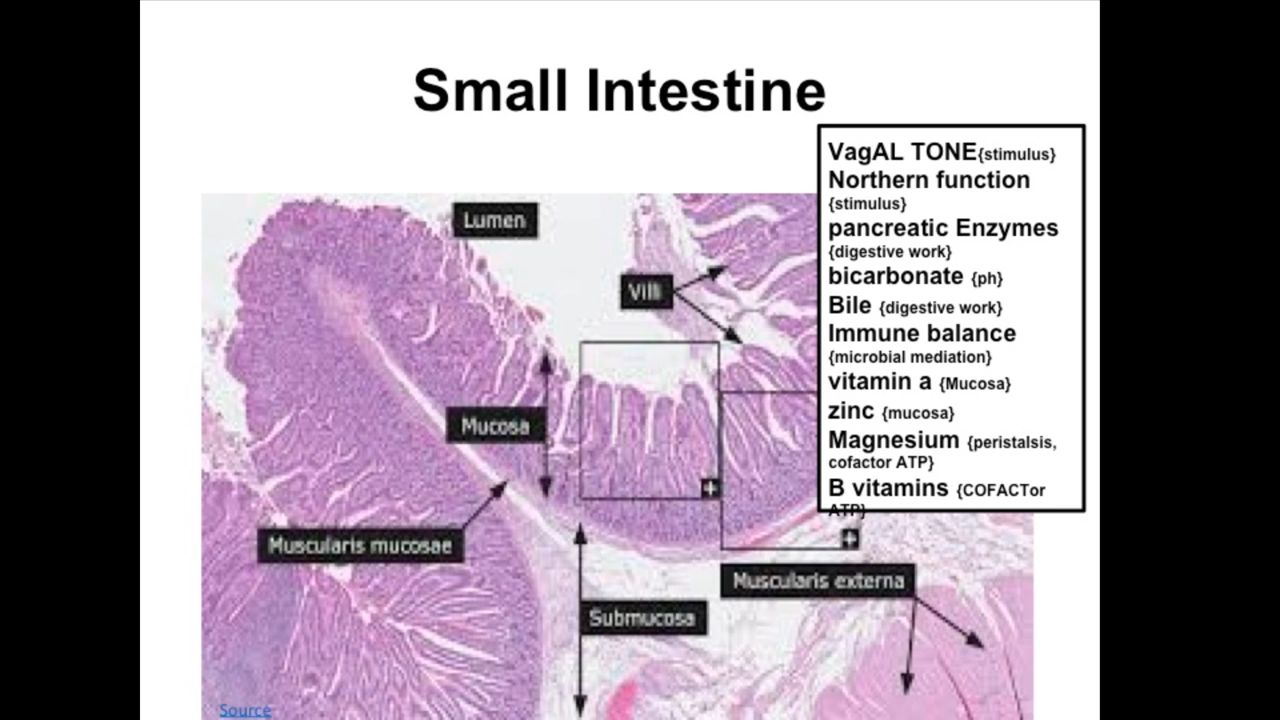 Small Intestine
VagAL TONE{stimulus}
Northern function
{stimulus}
pancreatic Enzymes
{digestive work}
bicarbonate {ph}
Bile {digestive work}
Immune balance
{microbial mediation}
vitamin a {Mucosa}
zinc {mucosa}
Magnesium {peristalsis,
cofactor ATP}
B vitamins {COFACTor
ATP}
Lumen
Villi
Mucosa
Muscularis mucosae
Muscularis externa
Submucosa
Source